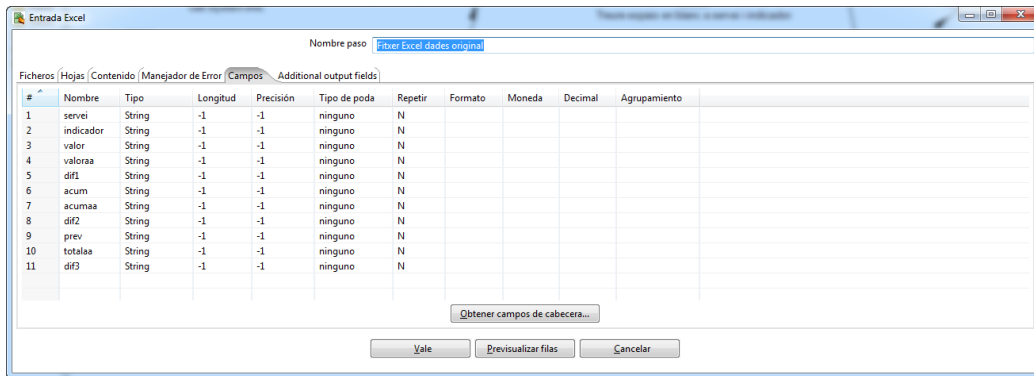 Entrada Excel
Nombre paso Fitxer Excel dades original
Ficheros Hojas Contenido Manejador de Error Campos Additional output fields
# Nombre Tipo Longitud Precisión Tipo de poda Repetir Formato Moneda Decimal Agrupamiento
1 servei String -1 -1 ninguno N
2 indicador String -1 -1 ninguno N
3 valor String -1 -1 ninguno N
4 valoraa String -1 -1 ninguno N
5 dif1 String -1 -1 ninguno N
6 acum String -1 -1 ninguno N
7 acumaa String -1 -1 ninguno N
8 dif2 String -1 -1 ninguno N
9 prev String -1 -1 ninguno N
10 totalaa String -1 -1 ninguno N
11 dif3 String -1 -1 ninguno N
Obtener campos de cabecera...
Vale Previsualizar filas Cancelar